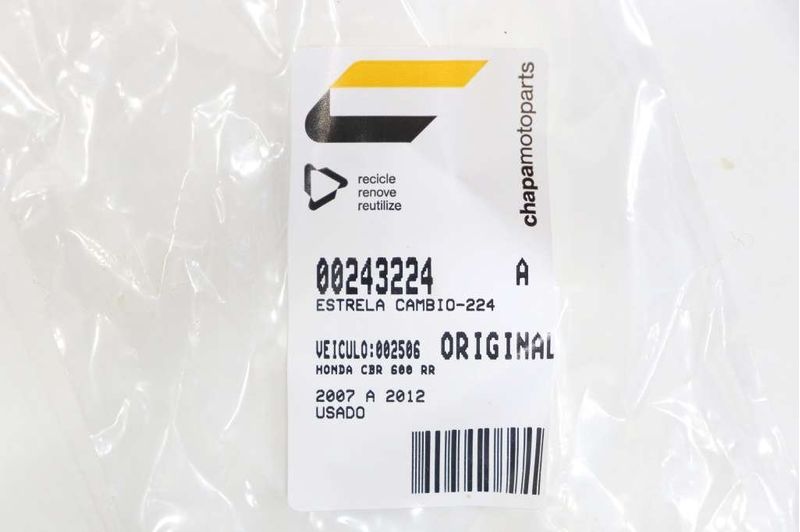 chapamotoparts
recicle
renove
reutilize
00243224 A
ESTRELA CAMBIO-224
VEICULO:002506 ORIGINAL
HONDA CBR 600 RR
2007 A 2012
USADO